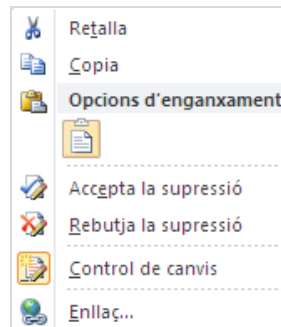 Retalla
Copia
Opcions d'enganxament
Accepta la supressió
Rebutja la supressió
Control de canvis
Enllaç...